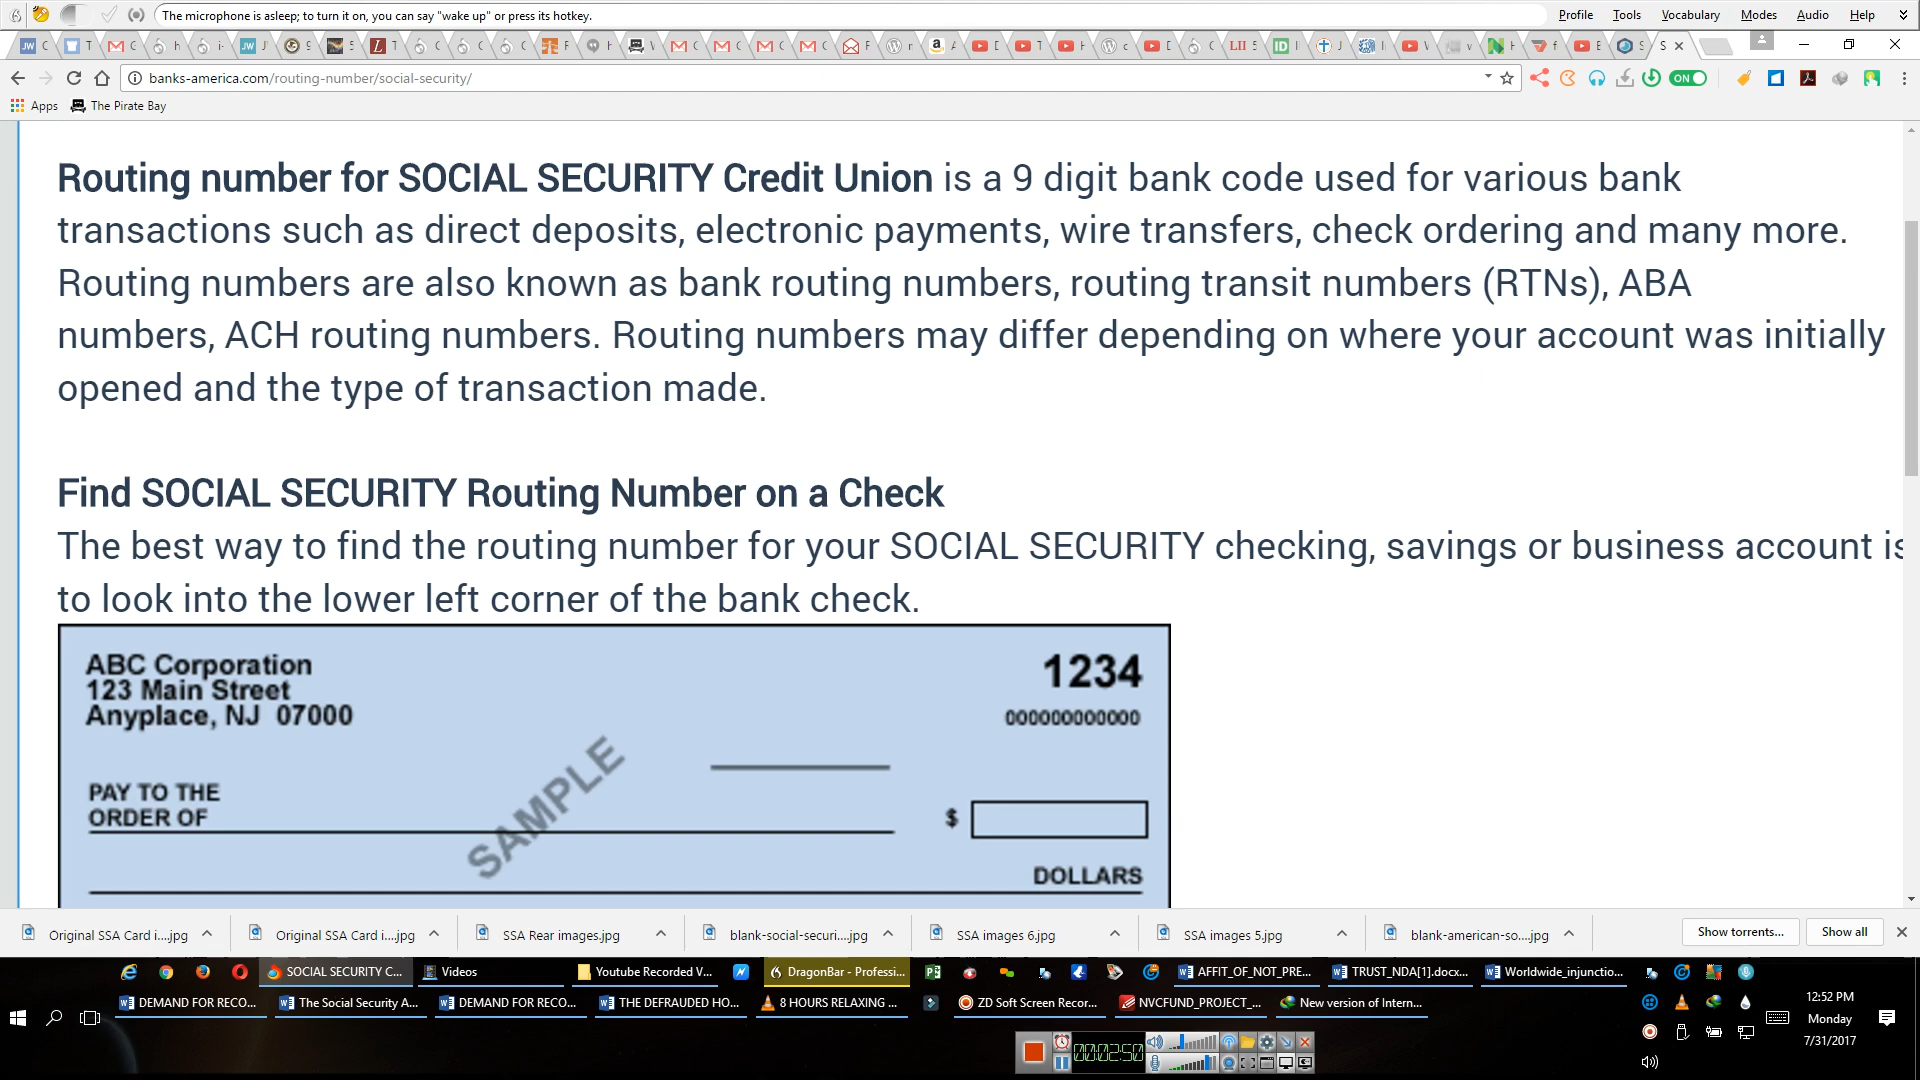 The microphone is asleep; to turn it on, you can say "wake up" or press its hotkey.
Profile Tools Vocabulary Modes Audio Help
banks-america.com/routing-number/social-security/
ON
Apps The Pirate Bay
Routing number for SOCIAL SECURITY Credit Union is a 9 digit bank code used for various bank
transactions such as direct deposits, electronic payments, wire transfers, check ordering and many more.
Routing numbers are also known as bank routing numbers, routing transit numbers (RTNs), ABA
numbers, ACH routing numbers. Routing numbers may differ depending on where your account was initially
opened and the type of transaction made.
Find SOCIAL SECURITY Routing Number on a Check
The best way to find the routing number for your SOCIAL SECURITY checking, savings or business account is
to look into the lower left corner of the bank check.
ABC Corporation
123 Main Street
Anyplace, NJ 07000
1234
000000000000
SAMPLE
PAY TO THE
ORDER OF
$
DOLLARS
Original SSA Card i....jpg Original SSA Card i....jpg SSA Rear images.jpg blank-social-securi....jpg SSA images 6.jpg SSA images 5.jpg blank-american-so....jpg Show torrents... Show all
SOCIAL SECURITY C... Videos Youtube Recorded V... DragonBar - Professi... AFFIT_OF_NOT_PRE... TRUST_NDA[1].docx... Worldwide_injunctio...
DEMAND FOR RECO... The Social Security A... DEMAND FOR RECO... THE DEFRAUDED HO... 8 HOURS RELAXING ... ZD Soft Screen Recor... NVCFUND_PROJECT_... New version of Intern...
12:52 PM
Monday
7/31/2017
00:02:50